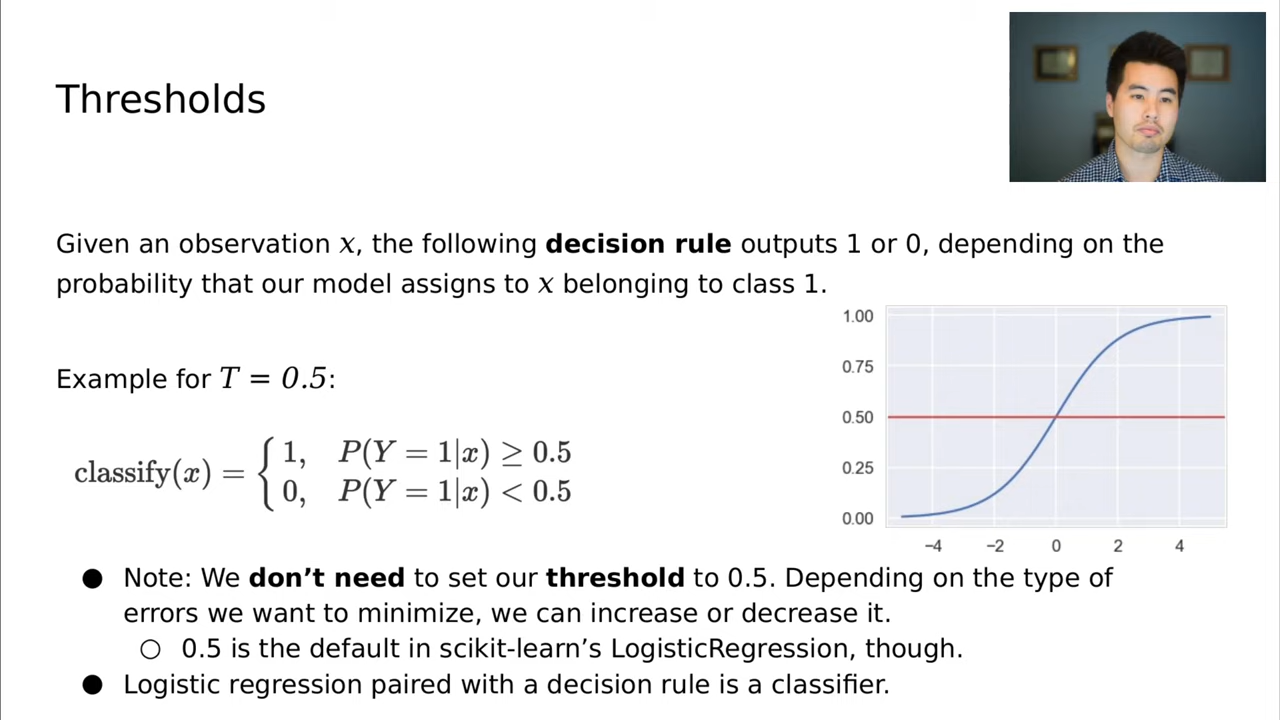 Thresholds
Given an observation x, the following decision rule outputs 1 or 0, depending on the
probability that our model assigns to x belonging to class 1.
Example for T = 0.5:
classify(x) = { 1, P(Y = 1|x) ≥ 0.5
0, P(Y = 1|x) < 0.5
1.00
0.75
0.50
0.25
0.00
−4 −2 0 2 4
● Note: We don’t need to set our threshold to 0.5. Depending on the type of
errors we want to minimize, we can increase or decrease it.
○ 0.5 is the default in scikit-learn’s LogisticRegression, though.
● Logistic regression paired with a decision rule is a classifier.